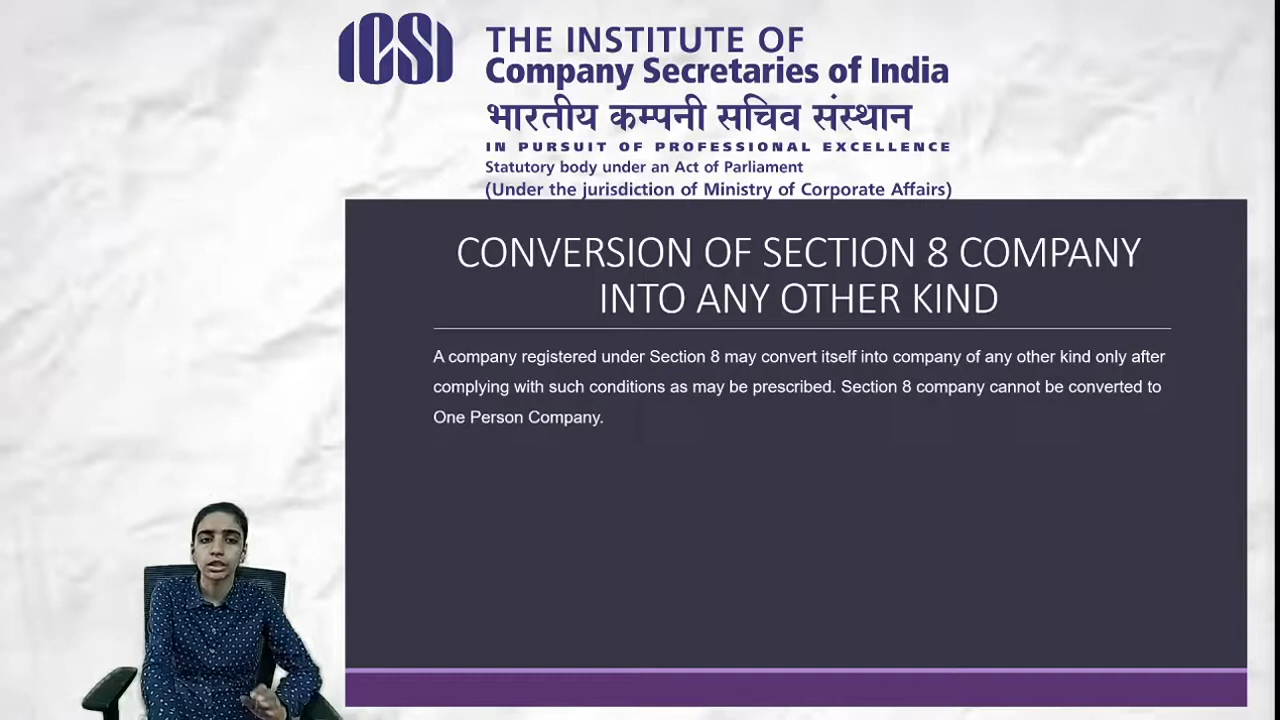 ICSI
THE INSTITUTE OF
Company Secretaries of India
भारतीय कम्पनी सचिव संस्थान
IN PURSUIT OF PROFESSIONAL EXCELLENCE
Statutory body under an Act of Parliament
(Under the jurisdiction of Ministry of Corporate Affairs)
CONVERSION OF SECTION 8 COMPANY
INTO ANY OTHER KIND
A company registered under Section 8 may convert itself into company of any other kind only after
complying with such conditions as may be prescribed. Section 8 company cannot be converted to
One Person Company.